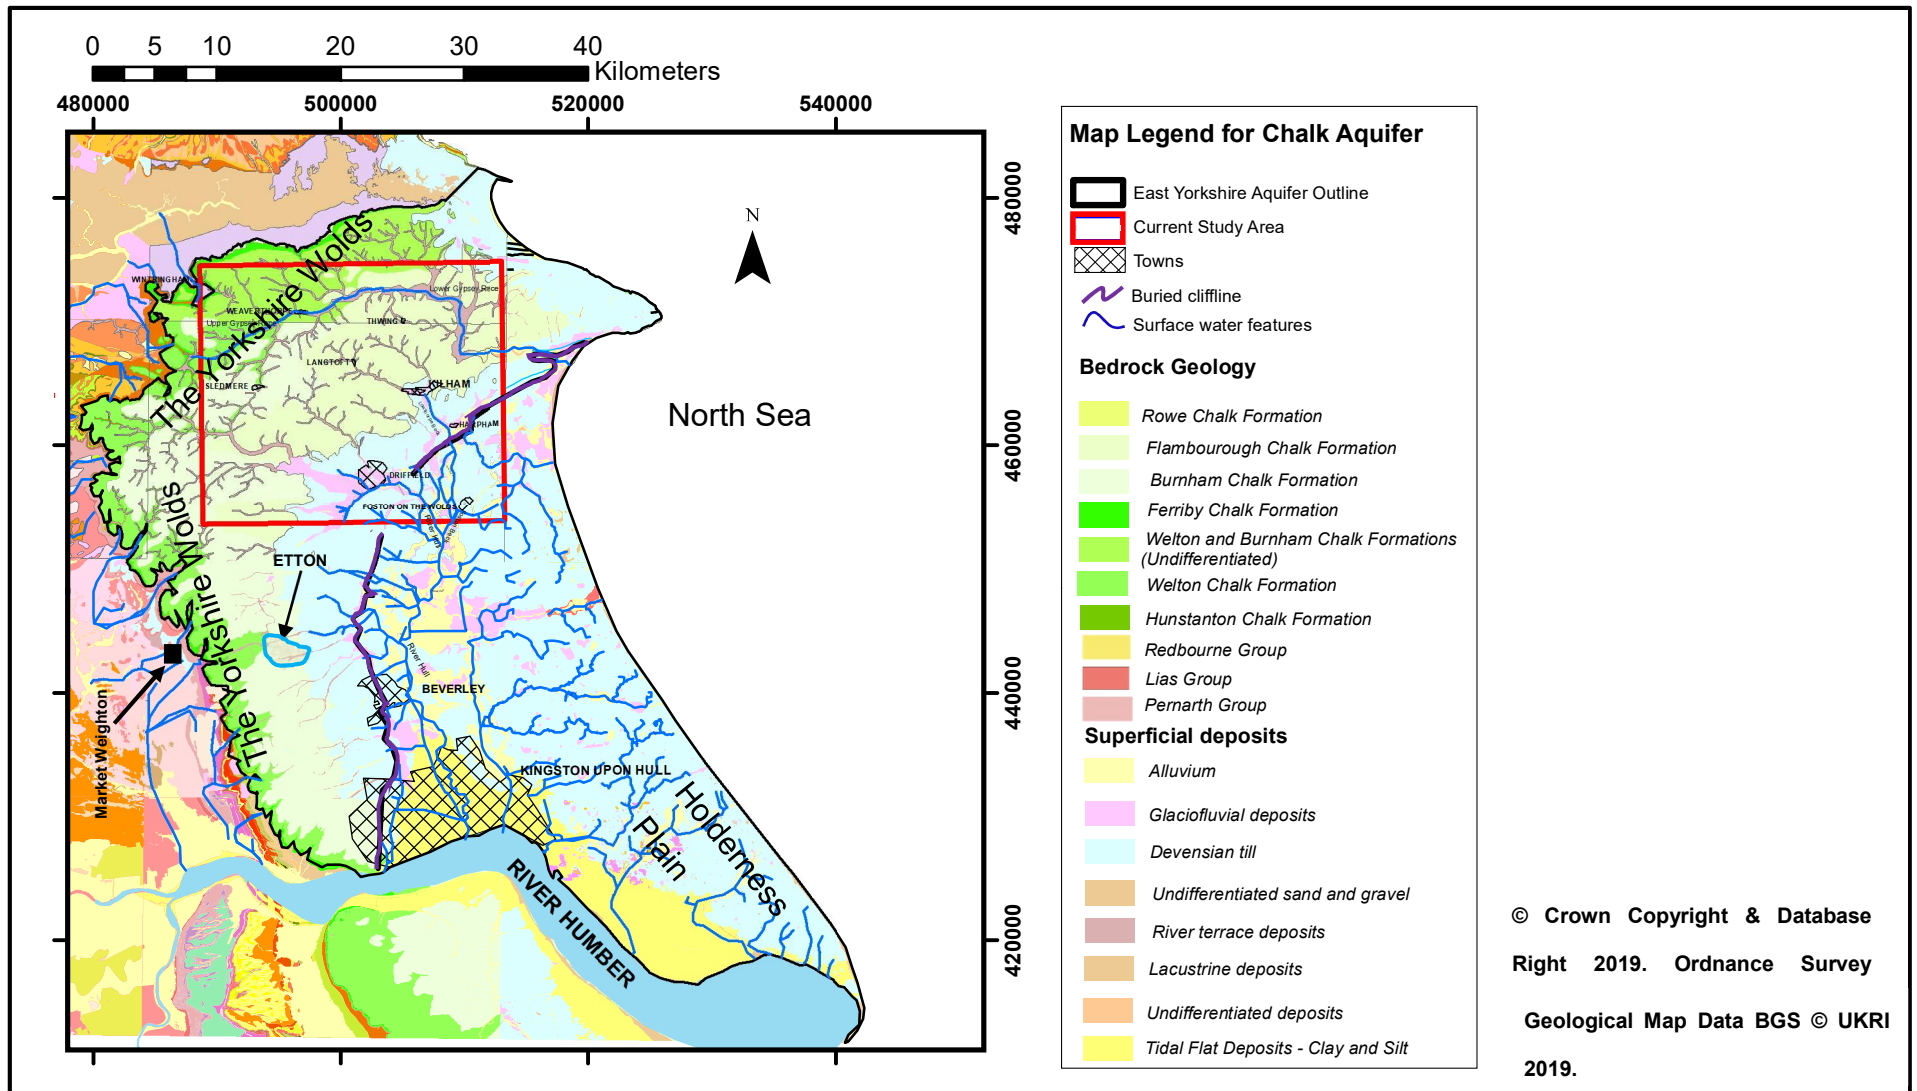 0 5 10 20 30 40
Kilometers
480000 500000 520000 540000
480000
460000
440000
420000
N
North Sea
The Yorkshire Wolds
The Yorkshire Wolds
The Yorkshire Wolds
WINTRINGHAM
WEAVERTHORPE
Upper Gypsey Race
Lower Gypsey Race
THWING
LANGTOFT
SLEDMERE
KILHAM
HARPHAM
DRIFFIELD
FOSTON ON THE WOLDS
ETTON
River Hull
BEVERLEY
Market Weighton
KINGSTON UPON HULL
Holderness
Plain
RIVER HUMBER
Map Legend for Chalk Aquifer
East Yorkshire Aquifer Outline
Current Study Area
Towns
Buried cliffline
Surface water features
Bedrock Geology
Rowe Chalk Formation
Flambourough Chalk Formation
Burnham Chalk Formation
Ferriby Chalk Formation
Welton and Burnham Chalk Formations
(Undifferentiated)
Welton Chalk Formation
Hunstanton Chalk Formation
Redbourne Group
Lias Group
Pernarth Group
Superficial deposits
Alluvium
Glaciofluvial deposits
Devensian till
Undifferentiated sand and gravel
River terrace deposits
Lacustrine deposits
Undifferentiated deposits
Tidal Flat Deposits - Clay and Silt
© Crown Copyright & Database
Right 2019. Ordnance Survey
Geological Map Data BGS © UKRI
2019.